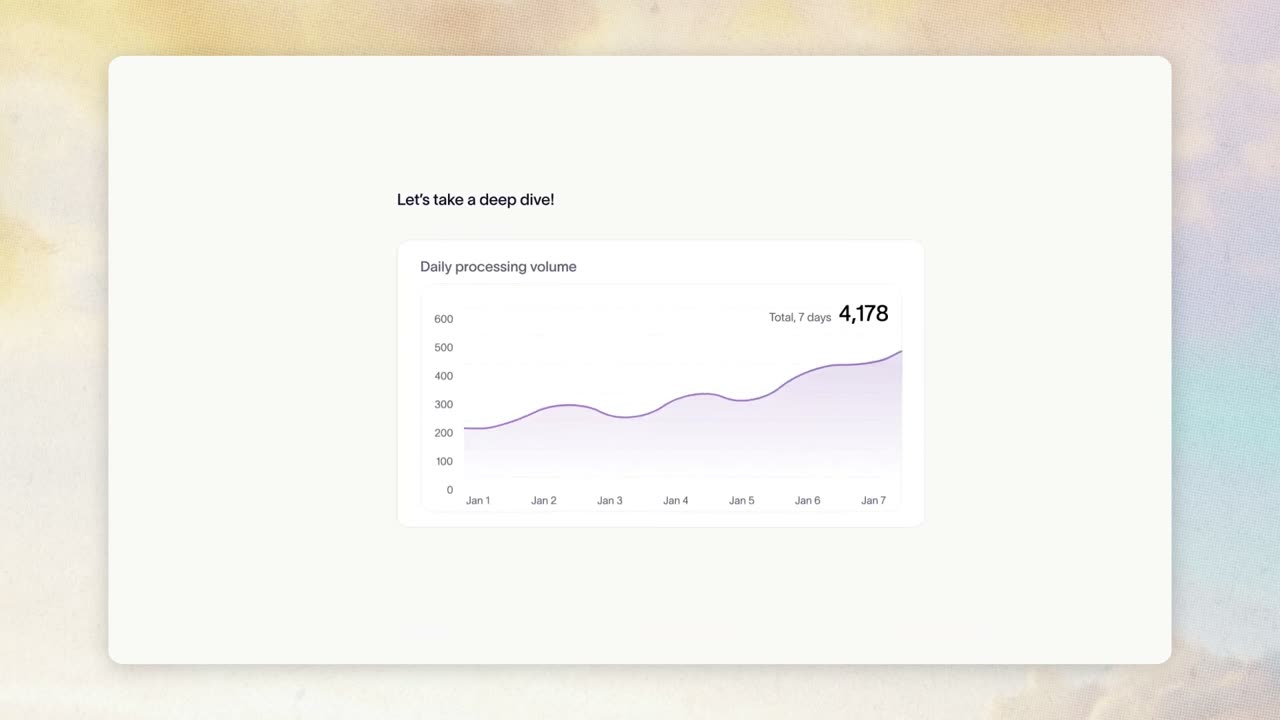 Let’s take a deep dive!
Daily processing volume
Total, 7 days 4,178
600
500
400
300
200
100
0
Jan 1 Jan 2 Jan 3 Jan 4 Jan 5 Jan 6 Jan 7